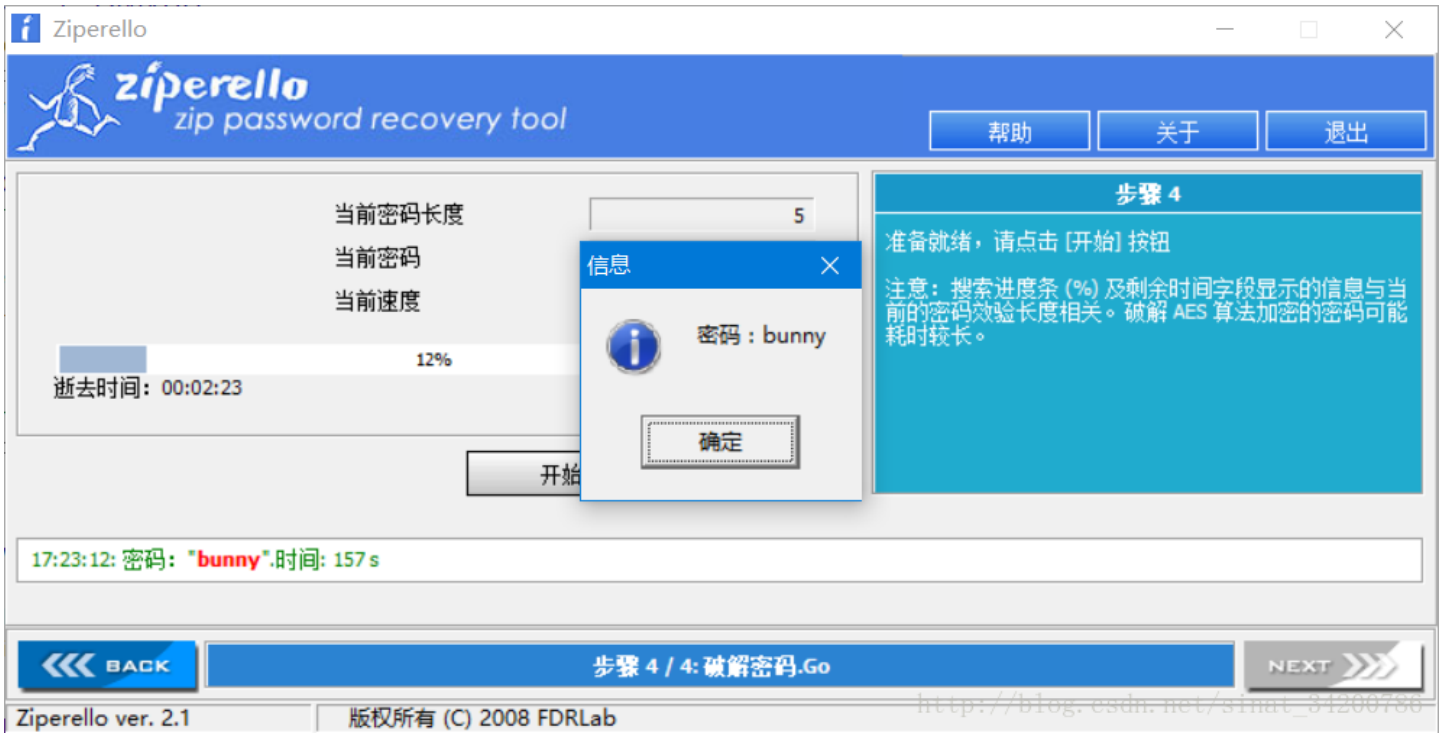 Ziperello
ziperello
zip password recovery tool
帮助 关于 退出
当前密码长度 5
当前密码
当前速度
12%
逝去时间: 00:02:23
开始
信息
密码：bunny
确定
步骤 4
准备就绪，请点击 [开始] 按钮
注意：搜索进度条 (%) 及剩余时间字段显示的信息与当
前的密码效验长度相关。破解 AES 算法加密的密码可能
耗时较长。
17:23:12: 密码: "bunny".时间: 157 s
BACK
步骤 4 / 4: 破解密码.Go
NEXT
http://blog.csdn.net/sinat_34200786
Ziperello ver. 2.1
版权所有 (C) 2008 FDRLab